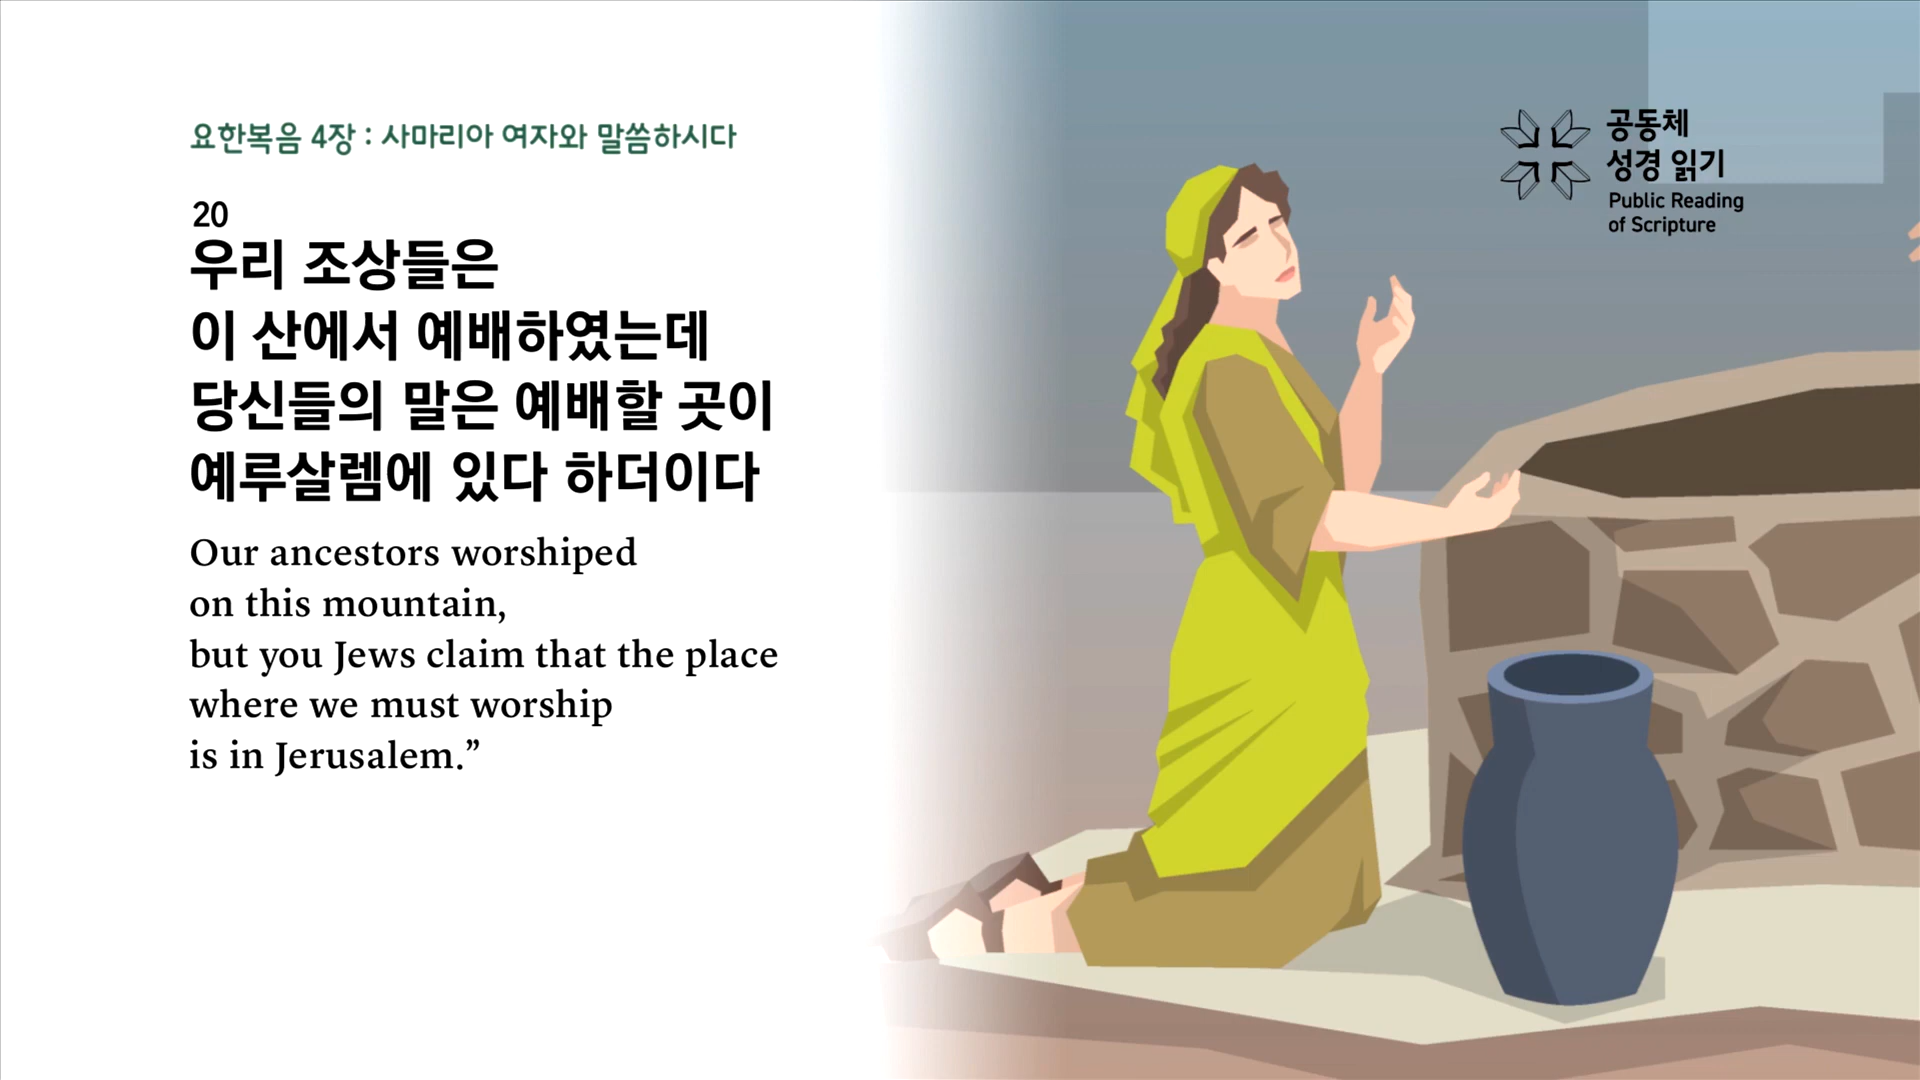 요한복음 4장 : 사마리아 여자와 말씀하시다
20
우리 조상들은
이 산에서 예배하였는데
당신들의 말은 예배할 곳이
예루살렘에 있다 하더이다
Our ancestors worshiped
on this mountain,
but you Jews claim that the place
where we must worship
is in Jerusalem.”
공동체
성경 읽기
Public Reading
of Scripture